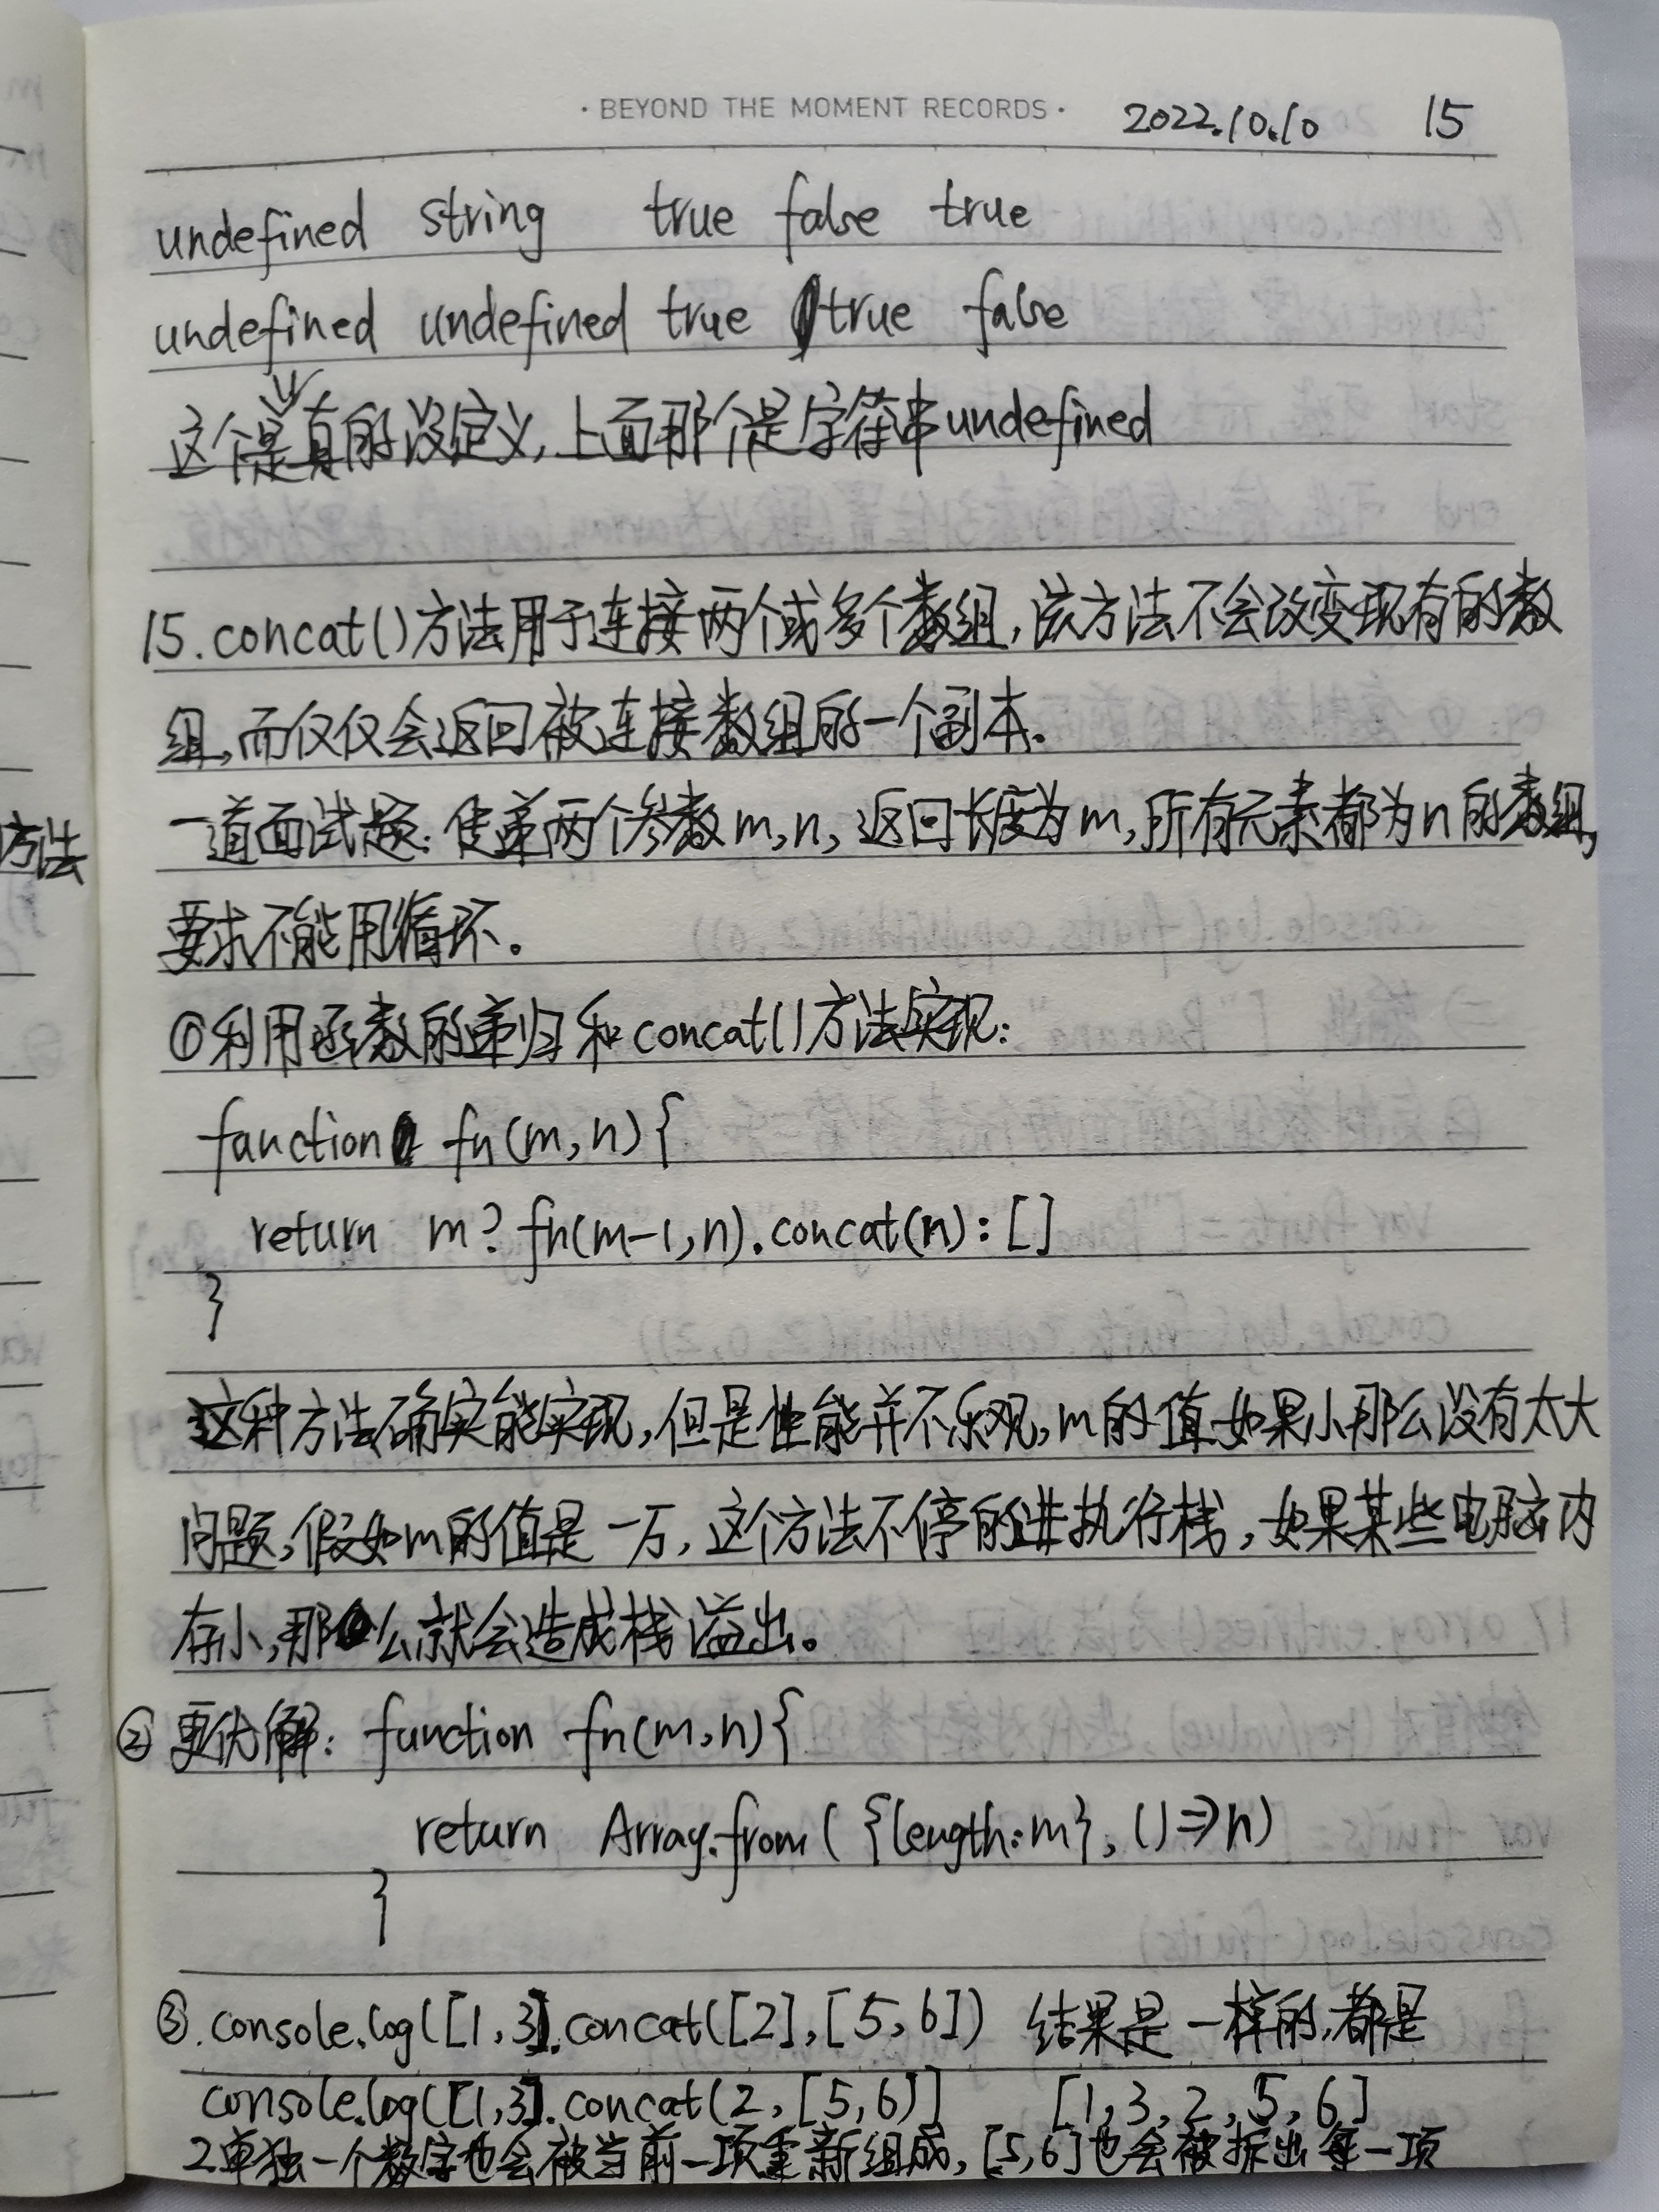 · BEYOND THE MOMENT RECORDS · 2022.10.10 15
undefined string true false true
undefined undefined true true false
这个是真的没定义,上面那个是字符串undefined
15.concat()方法用于连接两个或多个数组,该方法不会改变现有的数
组,而仅仅会返回被连接数组的一个副本。
一道面试题:传递两个参数m,n,返回长度为m,所有元素都为n的数组,
要求不能用循环。
①利用函数的递归和concat()方法实现:
function fn(m,n){
return m? fn(m-1,n).concat(n):[]
}
这种方法确实能实现,但是性能并不乐观,m的值如果小那么没有太大
问题,假如m的值是一万,这个方法不停的进执行栈,如果某些电脑内
存小,那么就会造成栈溢出。
②更优解: function fn(m,n){
return Array.from({length:m},()=>n)
}
③.console.log([1,3].concat([2],[5,6]) 结果是一样的,都是
console.log([1,3].concat(2,[5,6)] [1,3,2,5,6]
2单独一个数字也会被当前一项重新组成,[5,6]也会被拆出每一项
方法